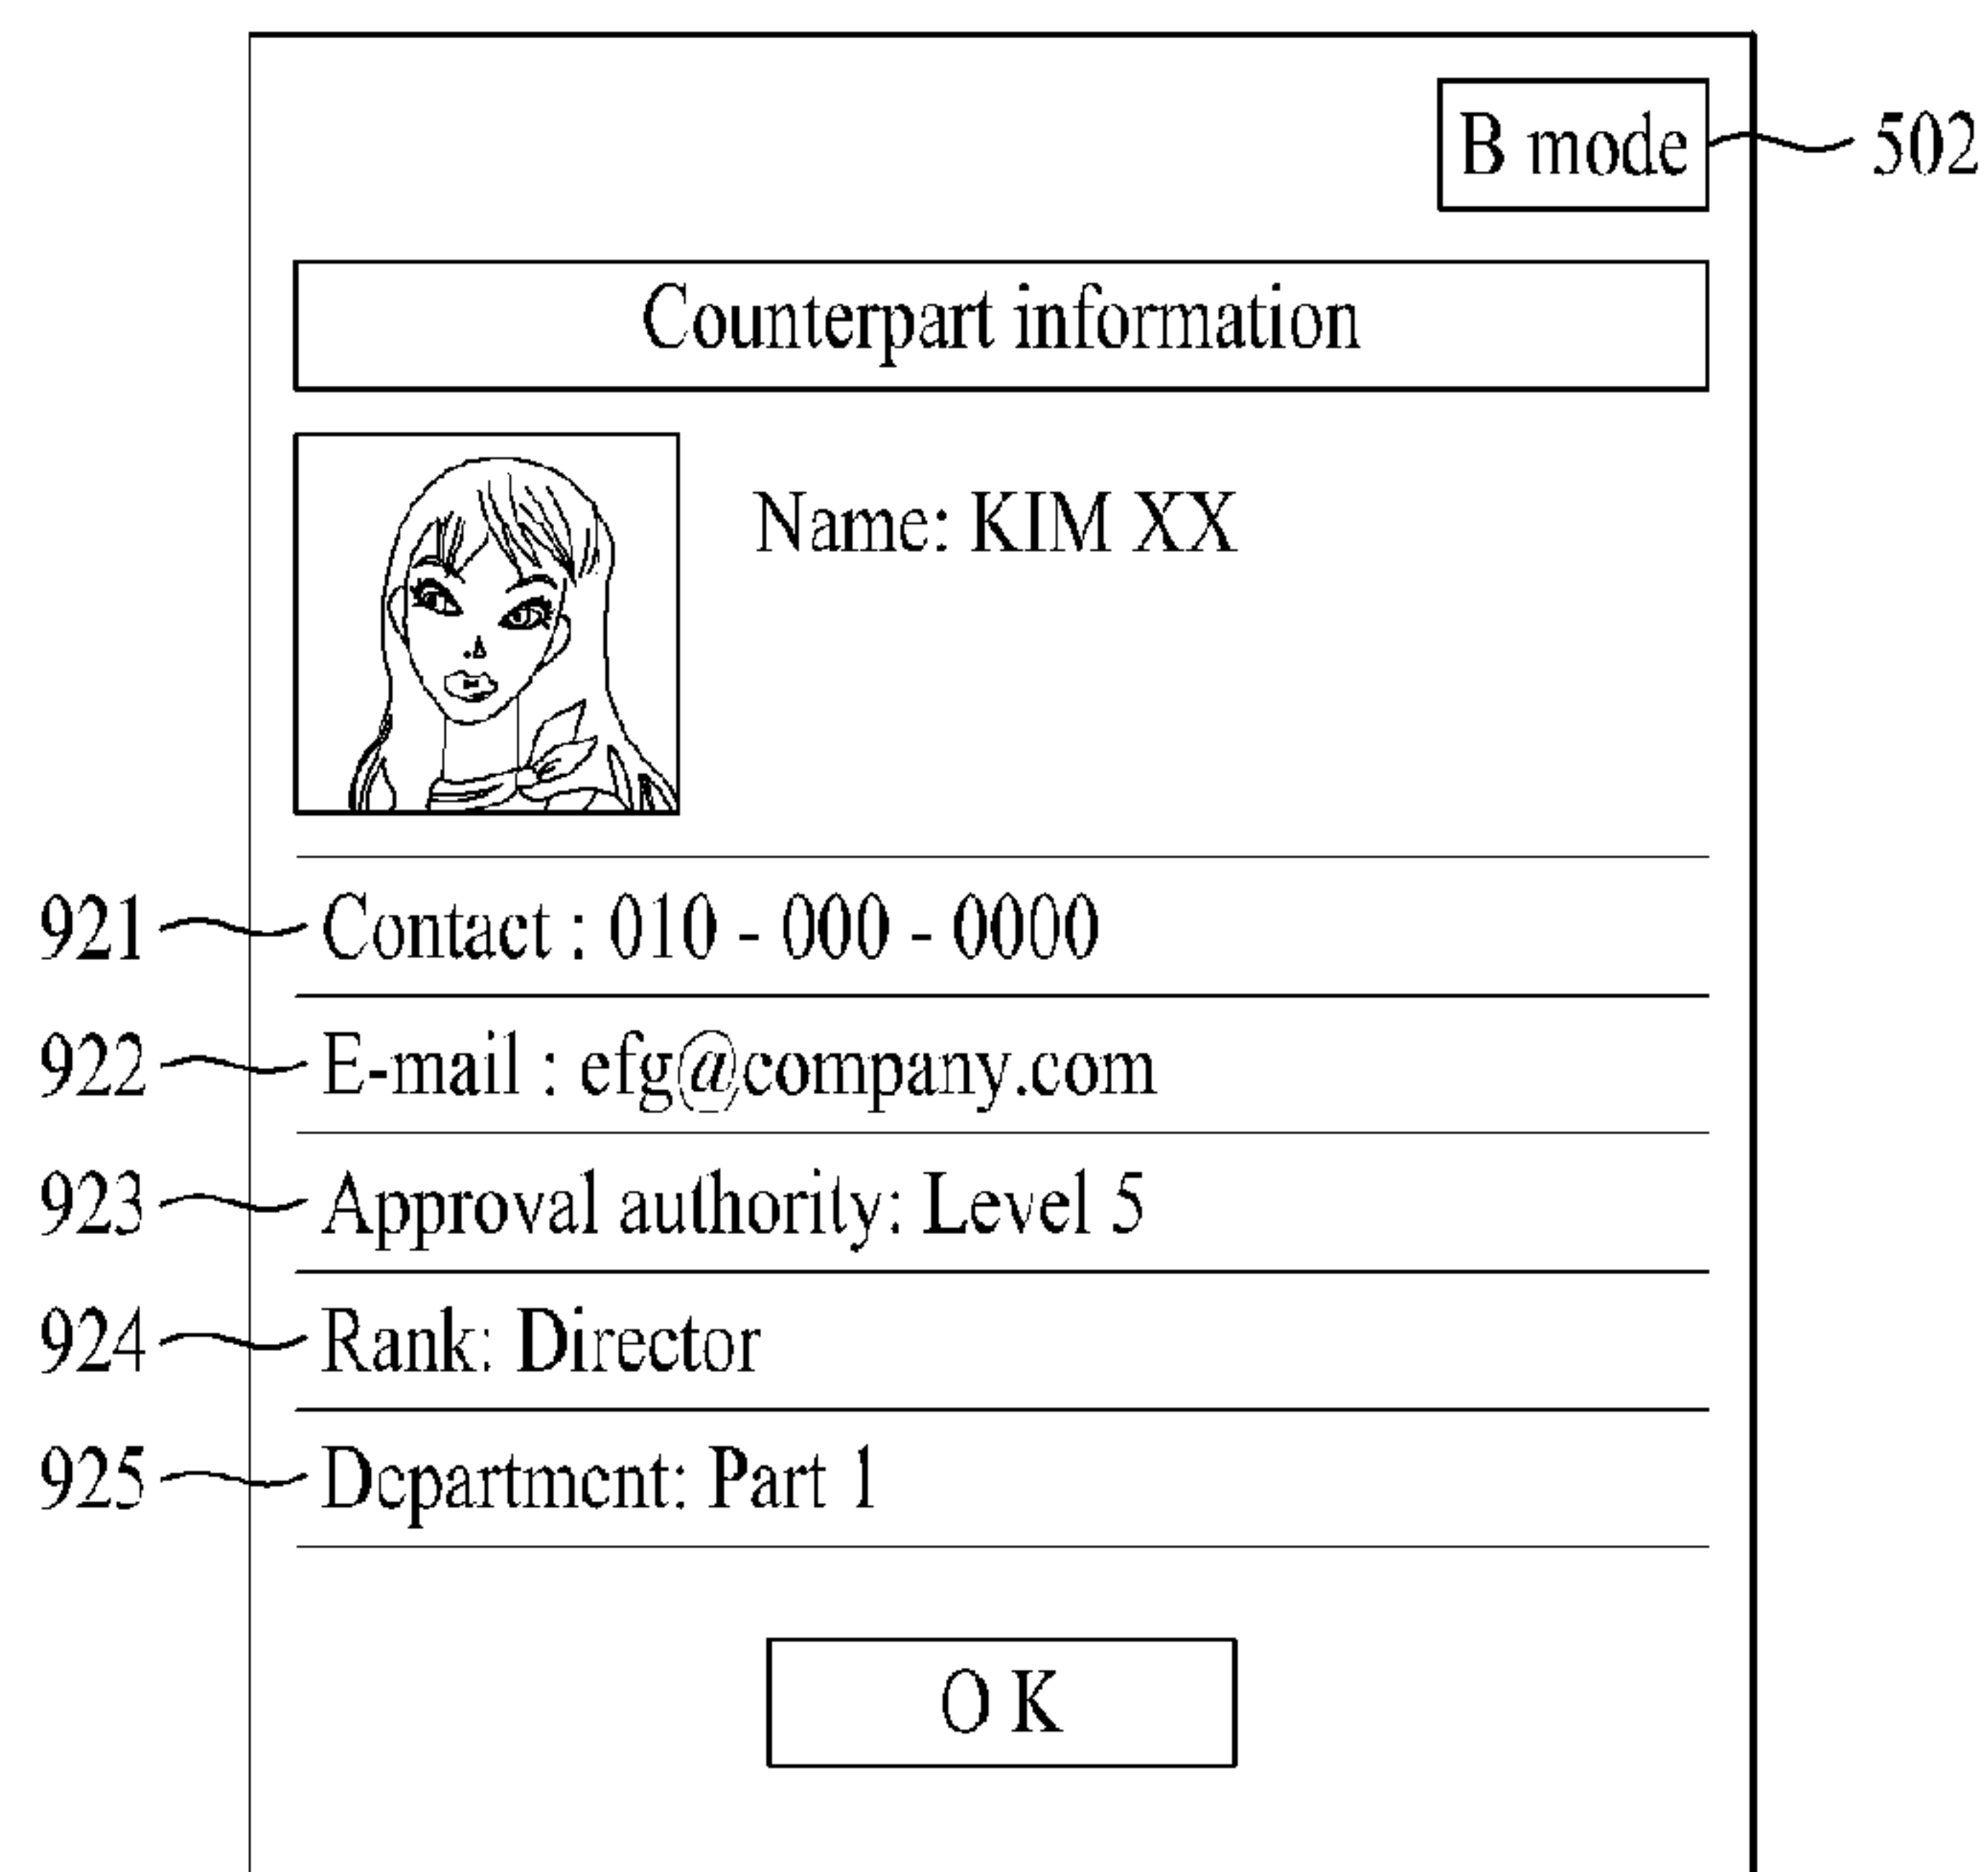 B mode 502
Counterpart information
Name: KIM XX
921 Contact : 010 - 000 - 0000
922 E-mail : efg@company.com
923 Approval authority: Level 5
924 Rank: Director
925 Department: Part 1
OK